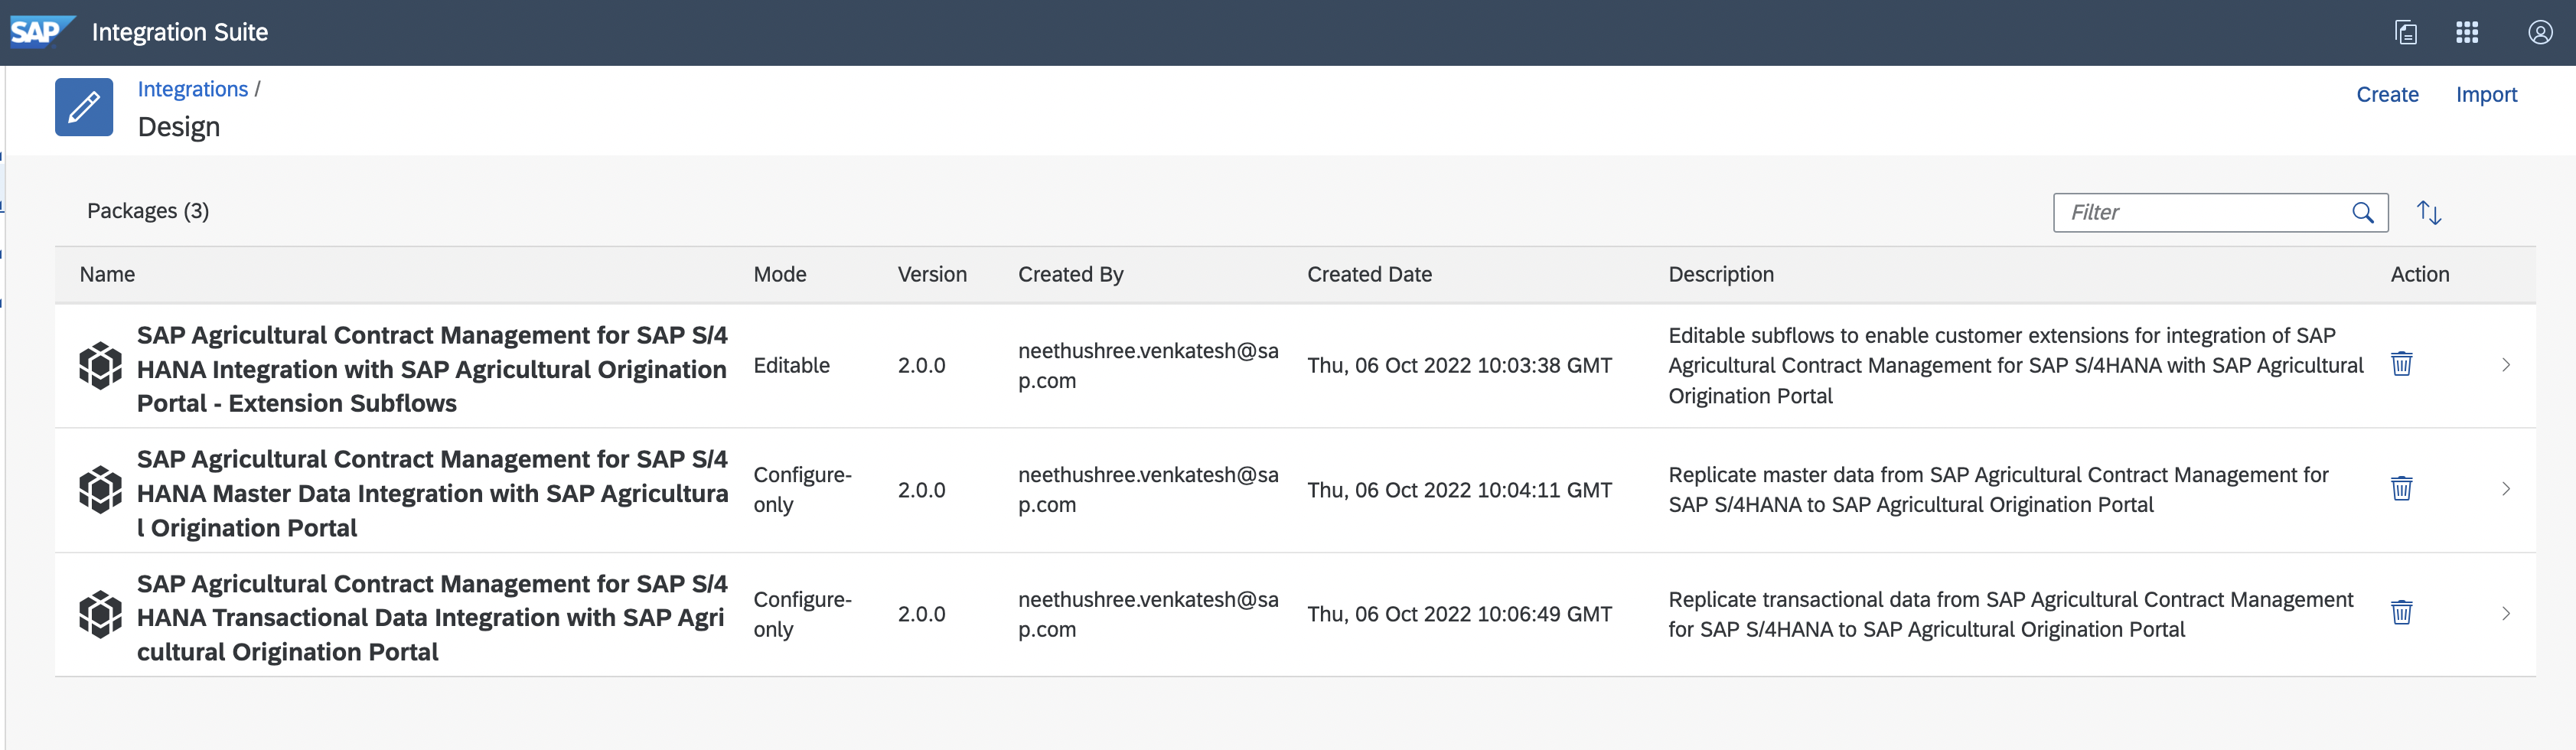 SAP Integration Suite
Integrations /
Design
Create Import
Packages (3)
Filter
Name Mode Version Created By Created Date Description Action
SAP Agricultural Contract Management for SAP S/4
HANA Integration with SAP Agricultural Origination
Portal - Extension Subflows
Editable
2.0.0
neethushree.venkatesh@sa
p.com
Thu, 06 Oct 2022 10:03:38 GMT
Editable subflows to enable customer extensions for integration of SAP
Agricultural Contract Management for SAP S/4HANA with SAP Agricultural
Origination Portal
SAP Agricultural Contract Management for SAP S/4
HANA Master Data Integration with SAP Agricultura
l Origination Portal
Configure-
only
2.0.0
neethushree.venkatesh@sa
p.com
Thu, 06 Oct 2022 10:04:11 GMT
Replicate master data from SAP Agricultural Contract Management for
SAP S/4HANA to SAP Agricultural Origination Portal
SAP Agricultural Contract Management for SAP S/4
HANA Transactional Data Integration with SAP Agri
cultural Origination Portal
Configure-
only
2.0.0
neethushree.venkatesh@sa
p.com
Thu, 06 Oct 2022 10:06:49 GMT
Replicate transactional data from SAP Agricultural Contract Management
for SAP S/4HANA to SAP Agricultural Origination Portal